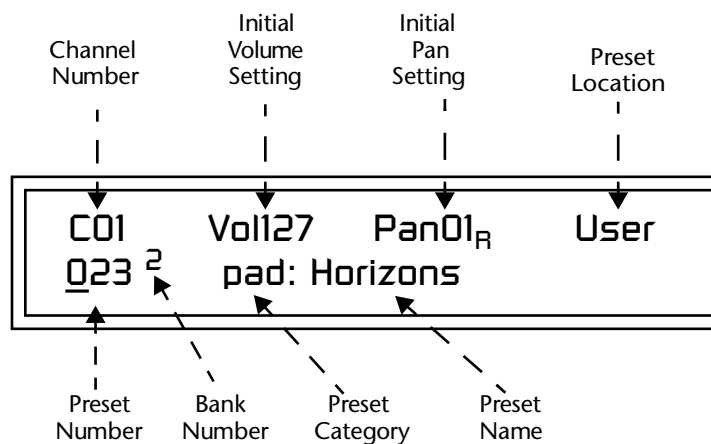 Channel
Number
Initial
Volume
Setting
Initial
Pan
Setting
Preset
Location
C01 Vol127 Pan01R User
023 2 pad: Horizons
Preset
Number
Bank
Number
Preset
Category
Preset
Name